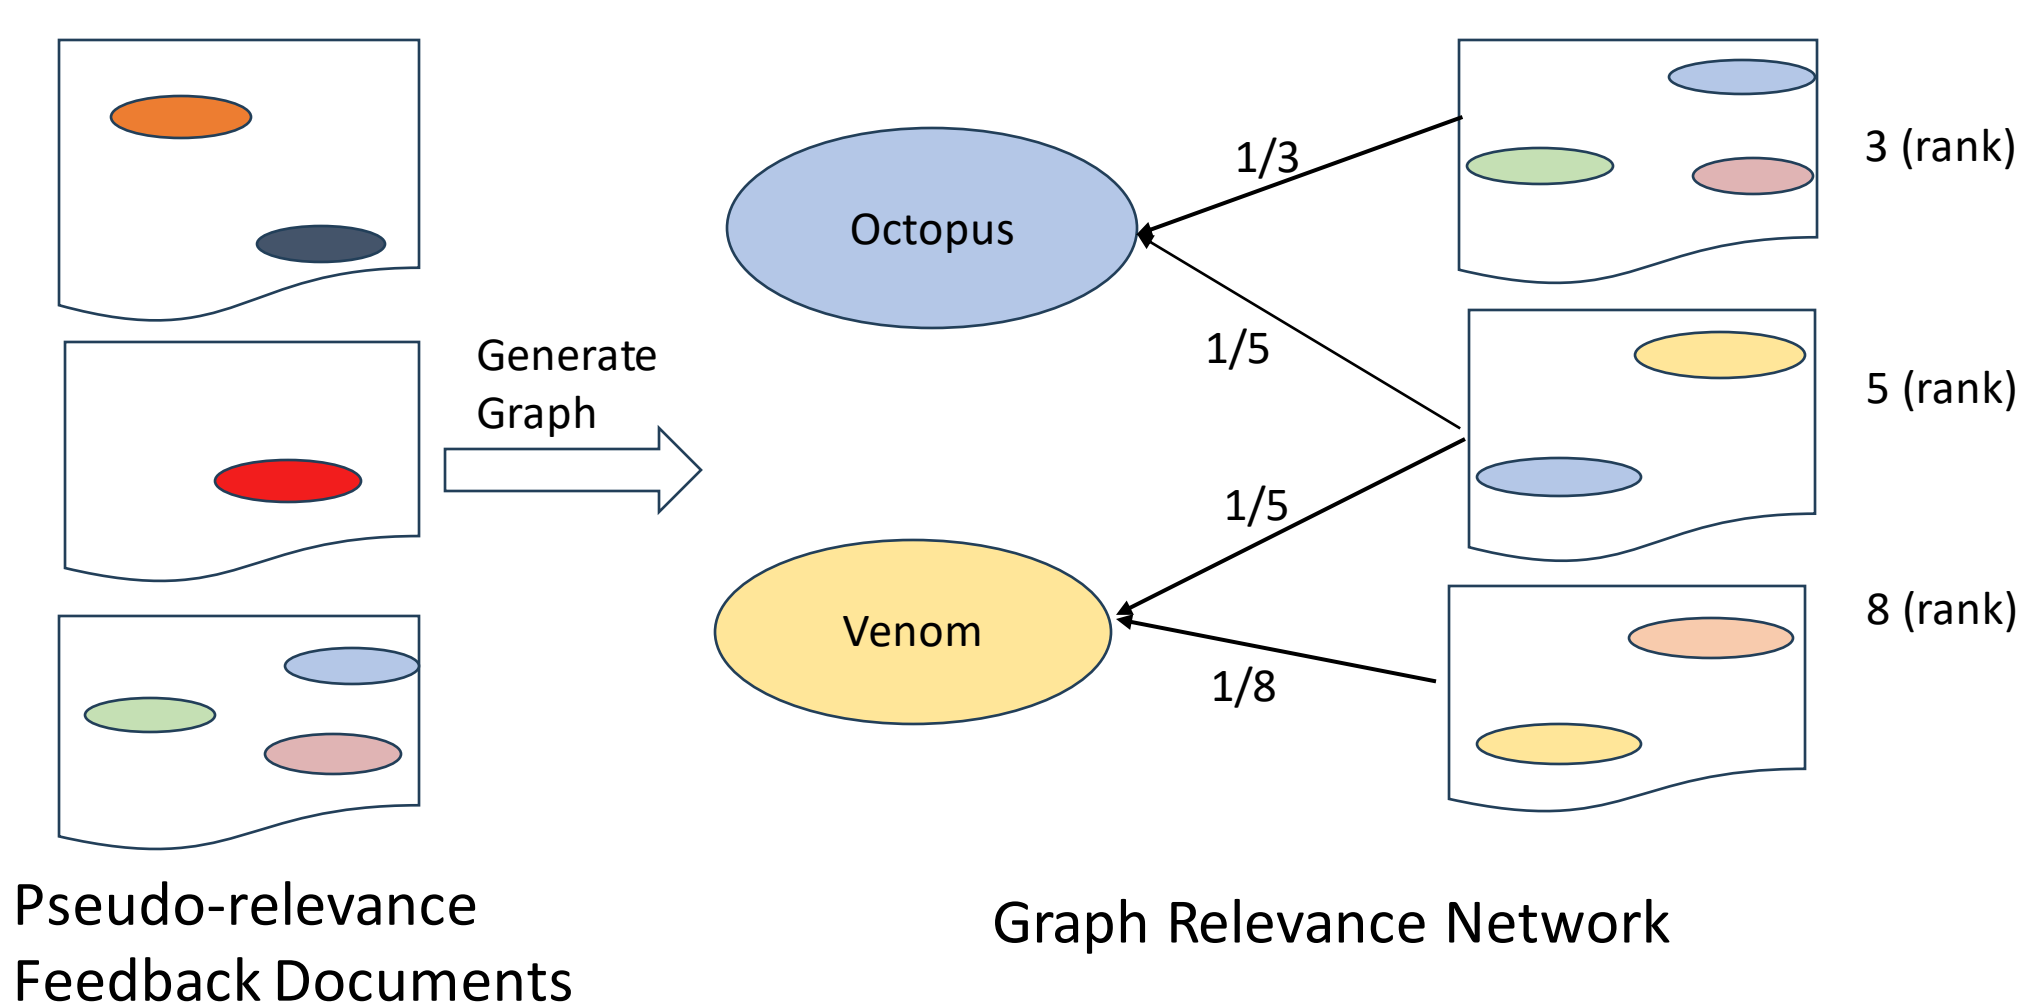 Generate
Graph
Octopus
Venom
1/3
1/5
1/5
1/8
3 (rank)
5 (rank)
8 (rank)
Pseudo-relevance
Feedback Documents
Graph Relevance Network